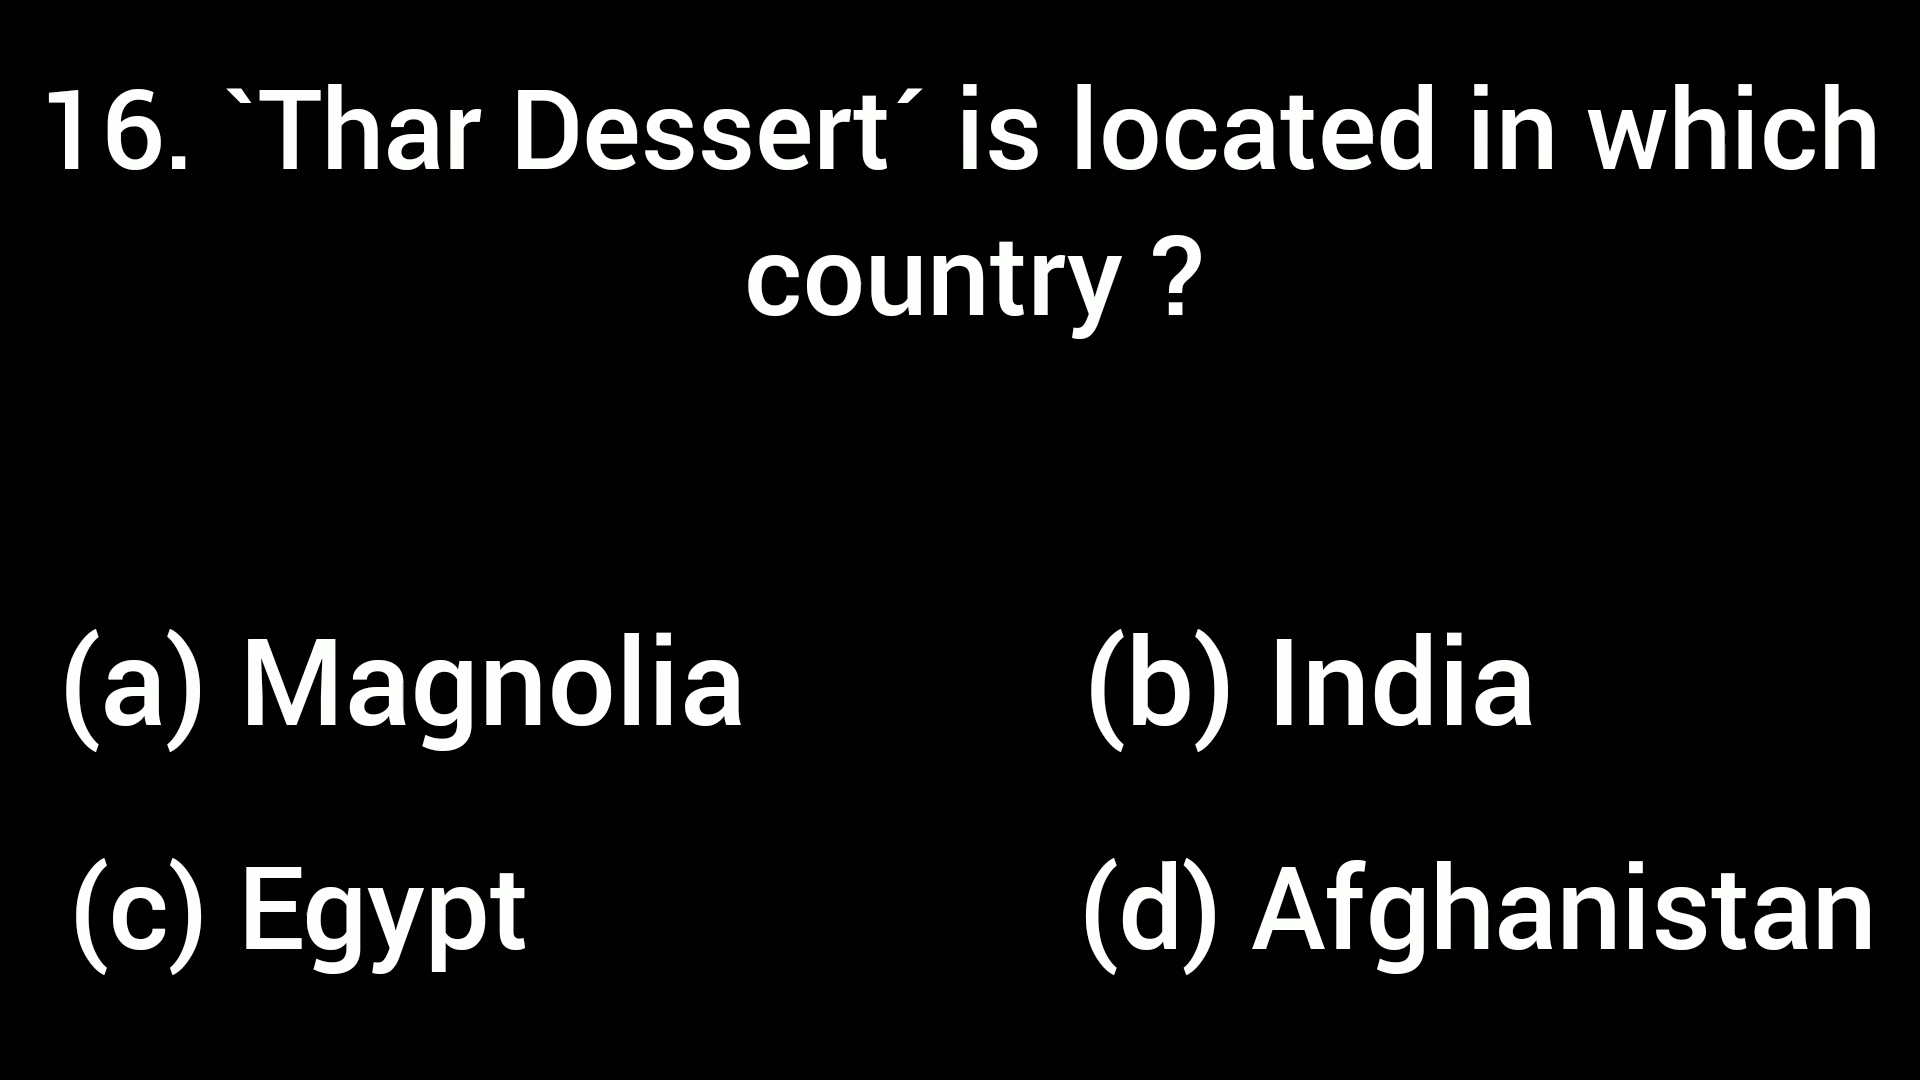 16. `Thar Dessert´ is located in which
country ?
(a) Magnolia
(b) India
(c) Egypt
(d) Afghanistan